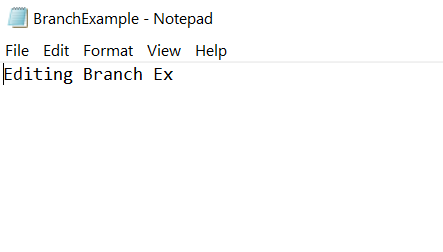 BranchExample - Notepad
File Edit Format View Help
Editing Branch Ex